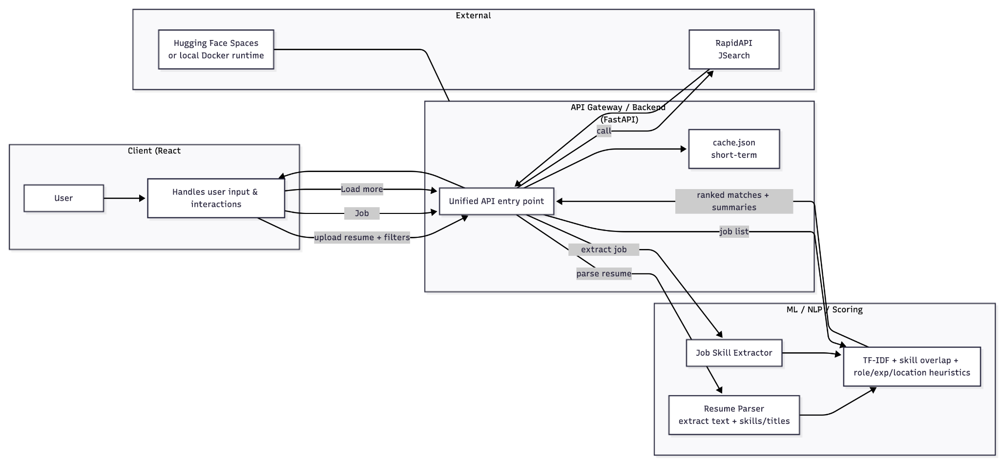 External
Hugging Face Spaces
or local Docker runtime
RapidAPI
JSearch
API Gateway / Backend
(FastAPI)
call
cache.json
short-term
Client (React
User
Handles user input &
interactions
Load more
Job
upload resume + filters
Unified API entry point
ranked matches +
summaries
job list
extract job
parse resume
ML / NLP / Scoring
Job Skill Extractor
TF-IDF + skill overlap +
role/exp/location heuristics
Resume Parser
extract text + skills/titles